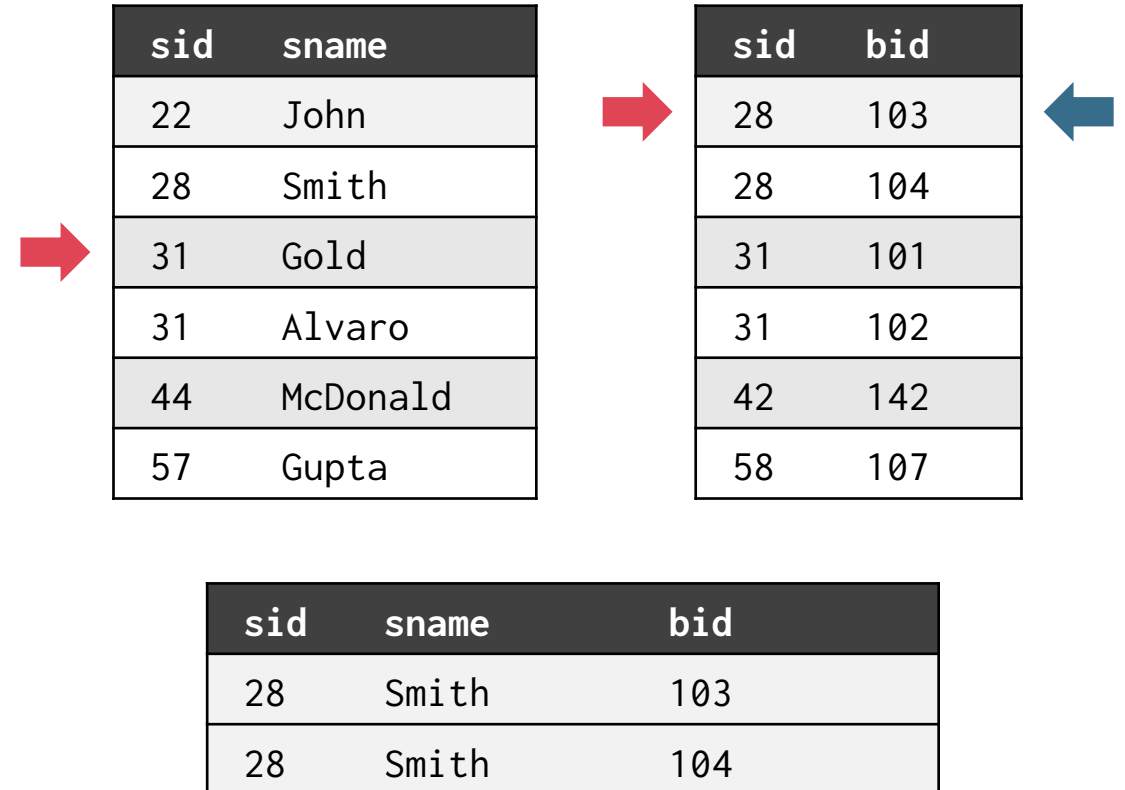 sid sname
22 John
28 Smith
31 Gold
31 Alvaro
44 McDonald
57 Gupta
sid bid
28 103
28 104
31 101
31 102
42 142
58 107
sid sname bid
28 Smith 103
28 Smith 104